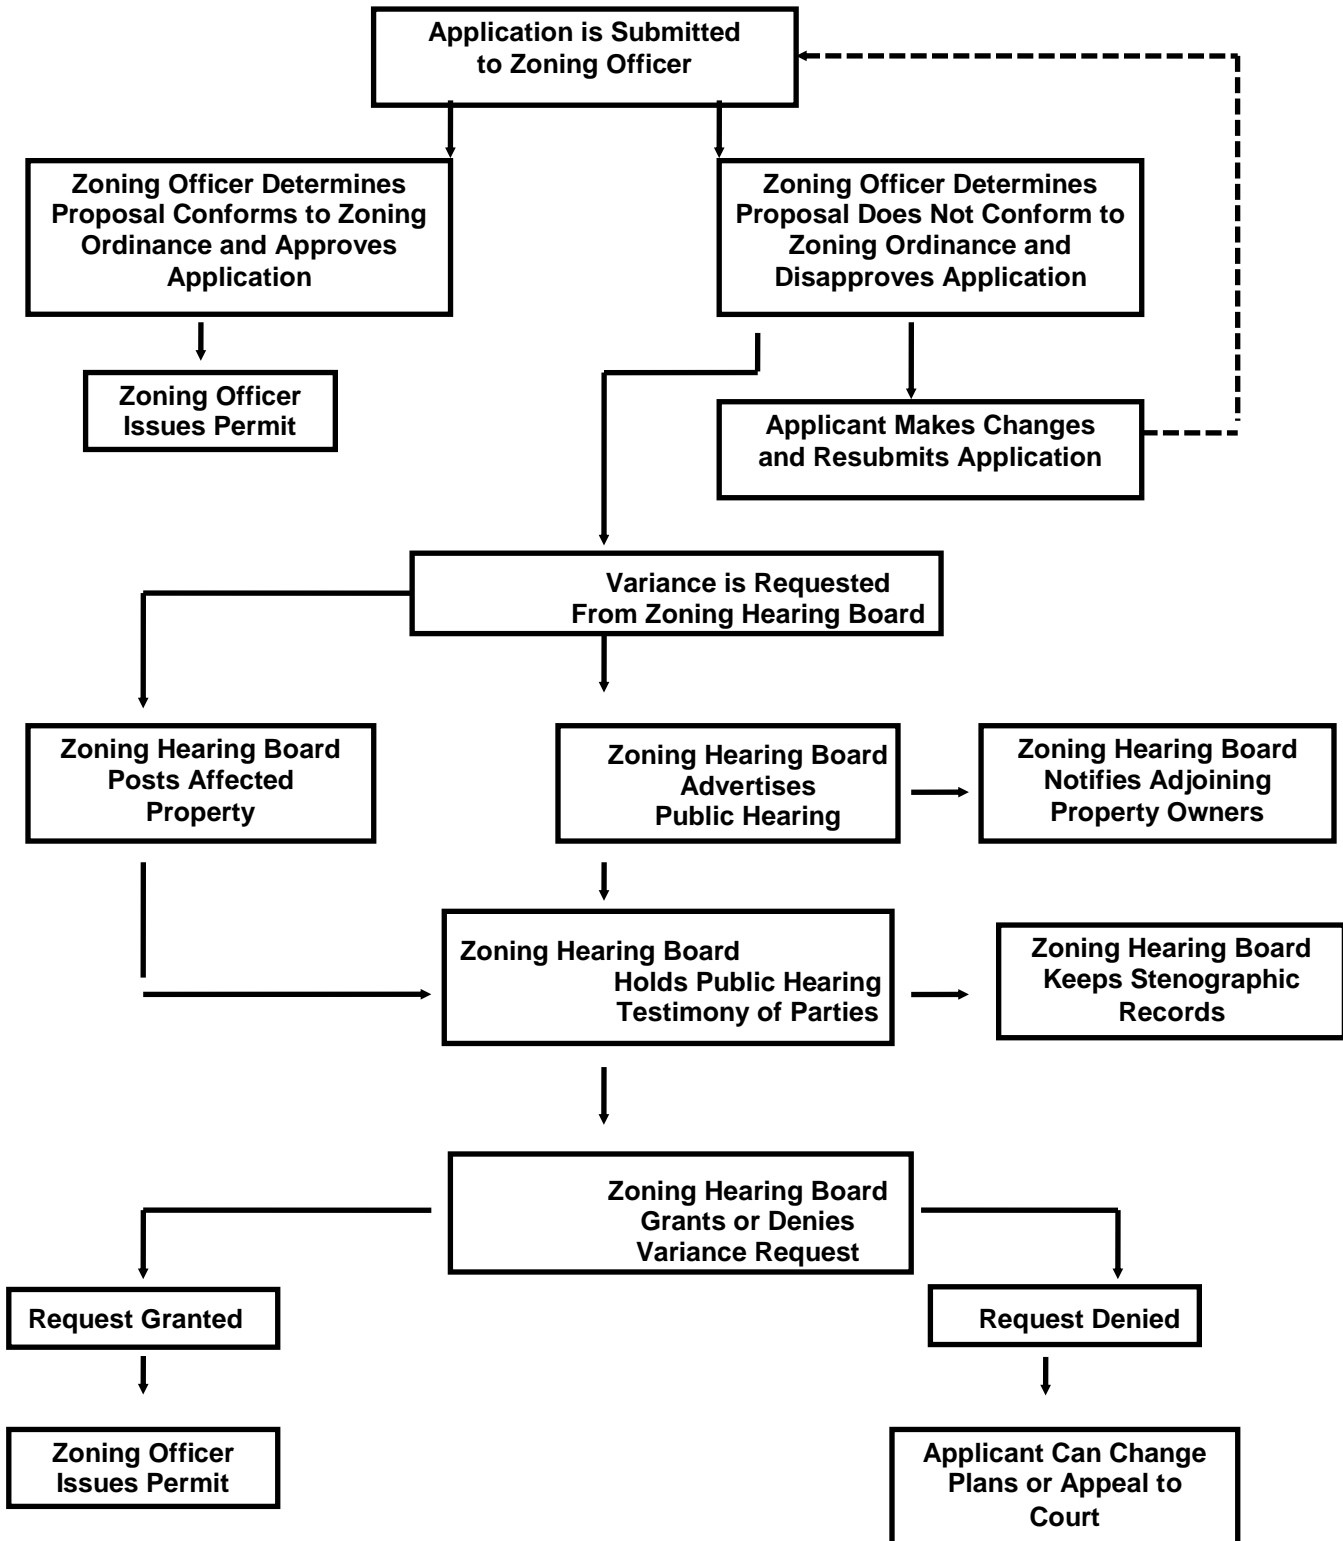 Application is Submitted
to Zoning Officer
Zoning Officer Determines
Proposal Conforms to Zoning
Ordinance and Approves
Application
Zoning Officer Determines
Proposal Does Not Conform to
Zoning Ordinance and
Disapproves Application
Zoning Officer
Issues Permit
Applicant Makes Changes
and Resubmits Application
Variance is Requested
From Zoning Hearing Board
Zoning Hearing Board
Posts Affected
Property
Zoning Hearing Board
Advertises
Public Hearing
Zoning Hearing Board
Notifies Adjoining
Property Owners
Zoning Hearing Board
Holds Public Hearing
Testimony of Parties
Zoning Hearing Board
Keeps Stenographic
Records
Zoning Hearing Board
Grants or Denies
Variance Request
Request Granted
Request Denied
Zoning Officer
Issues Permit
Applicant Can Change
Plans or Appeal to
Court